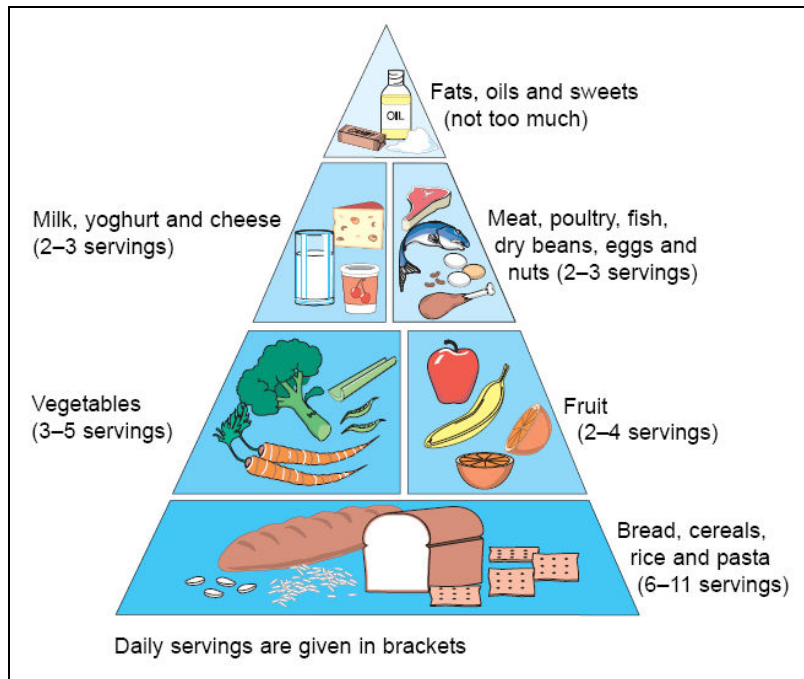 Fats, oils and sweets
(not too much)
OIL
Milk, yoghurt and cheese
(2–3 servings)
Meat, poultry, fish,
dry beans, eggs and
nuts (2–3 servings)
Vegetables
(3–5 servings)
Fruit
(2–4 servings)
Bread, cereals,
rice and pasta
(6–11 servings)
Daily servings are given in brackets